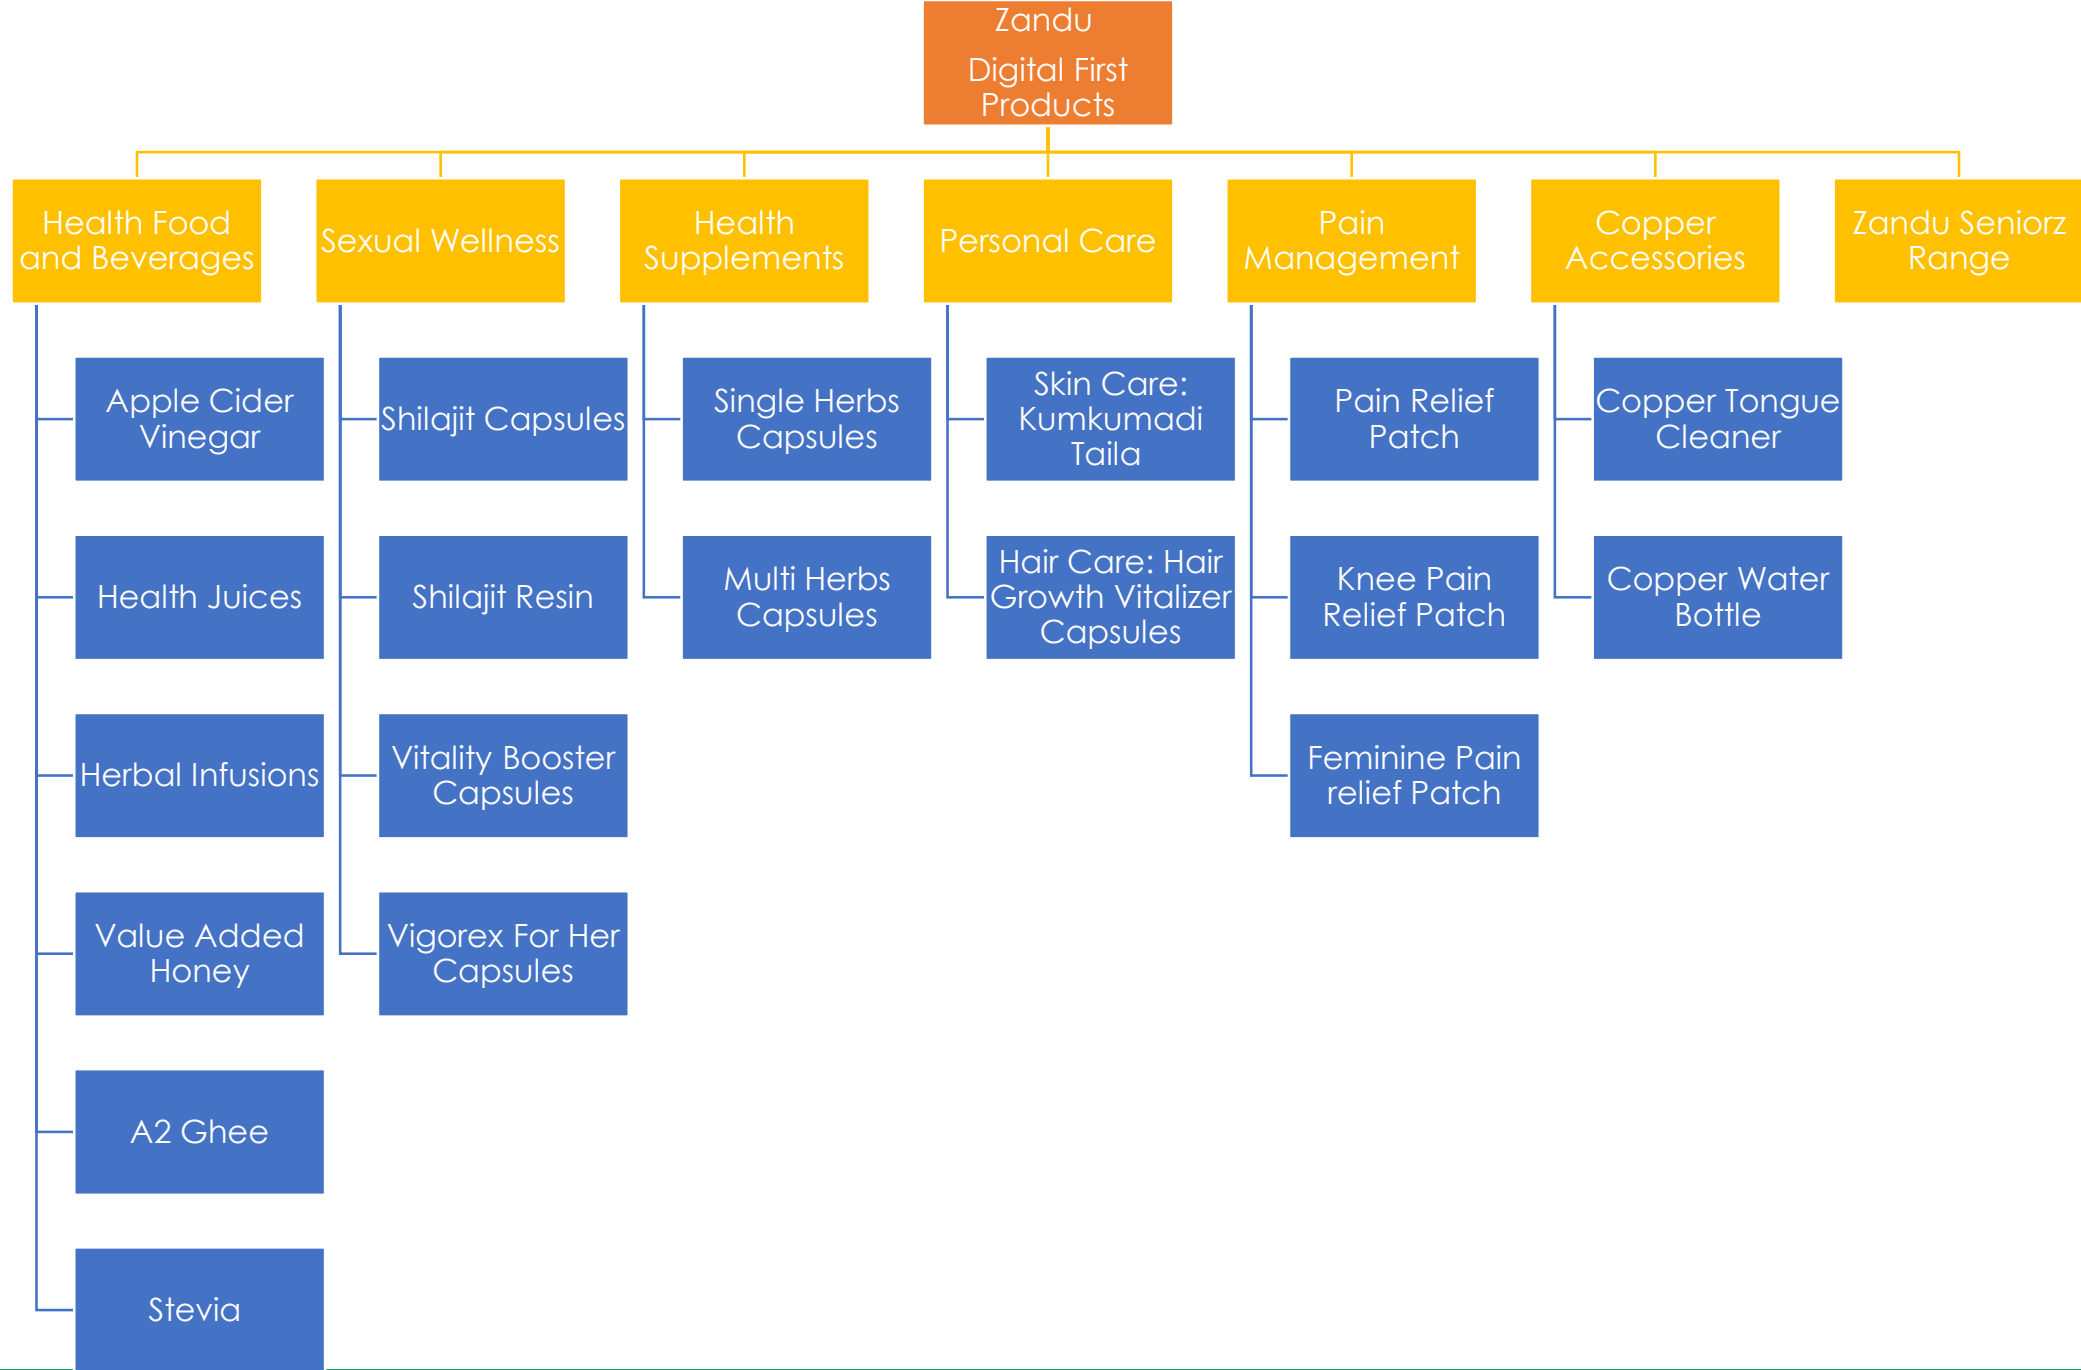 Zandu
Digital First
Products
Health Food
and Beverages
Sexual Wellness
Health
Supplements
Personal Care
Pain
Management
Copper
Accessories
Zandu Seniorz
Range
Apple Cider
Vinegar
Shilajit Capsules
Single Herbs
Capsules
Skin Care:
Kumkumadi
Taila
Pain Relief
Patch
Copper Tongue
Cleaner
Health Juices
Shilajit Resin
Multi Herbs
Capsules
Hair Care: Hair
Growth Vitalizer
Capsules
Knee Pain
Relief Patch
Copper Water
Bottle
Herbal Infusions
Vitality Booster
Capsules
Feminine Pain
relief Patch
Value Added
Honey
Vigorex For Her
Capsules
A2 Ghee
Stevia